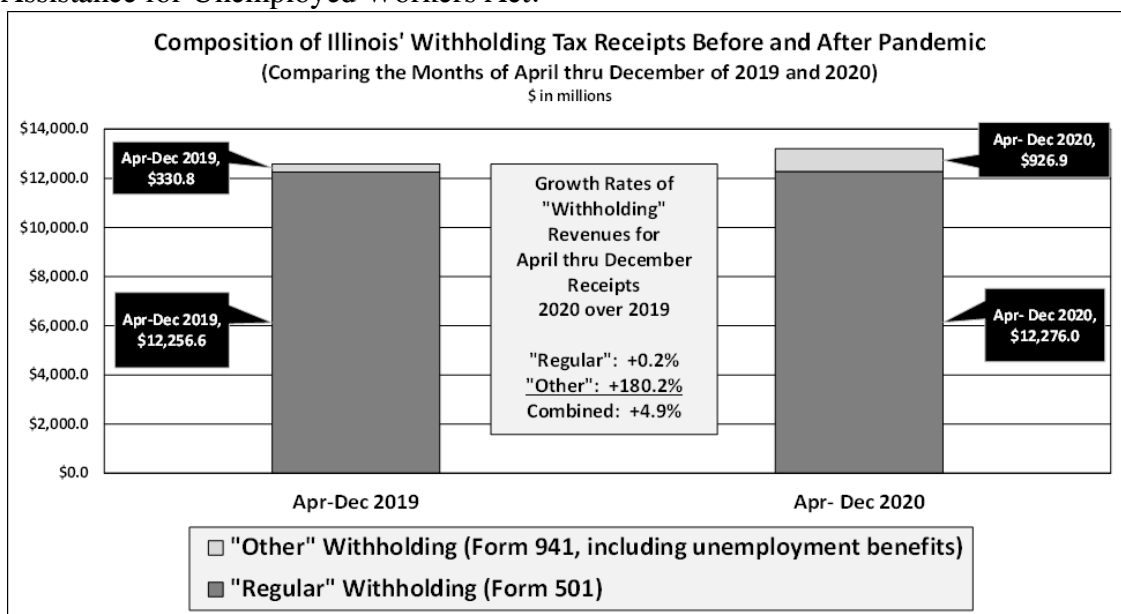 Assistance for Unemployed Workers Act.
Composition of Illinois' Withholding Tax Receipts Before and After Pandemic
(Comparing the Months of April thru December of 2019 and 2020)
$ in millions
$14,000.0
$12,000.0
$10,000.0
$8,000.0
$6,000.0
$4,000.0
$2,000.0
$0.0
Apr-Dec 2019,
$330.8
Apr-Dec 2019,
$12,256.6
Growth Rates of
"Withholding"
Revenues for
April thru December
Receipts
2020 over 2019
"Regular": +0.2%
"Other": +180.2%
Combined: +4.9%
Apr- Dec 2020,
$926.9
Apr- Dec 2020,
$12,276.0
Apr-Dec 2019
Apr- Dec 2020
"Other" Withholding (Form 941, including unemployment benefits)
"Regular" Withholding (Form 501)